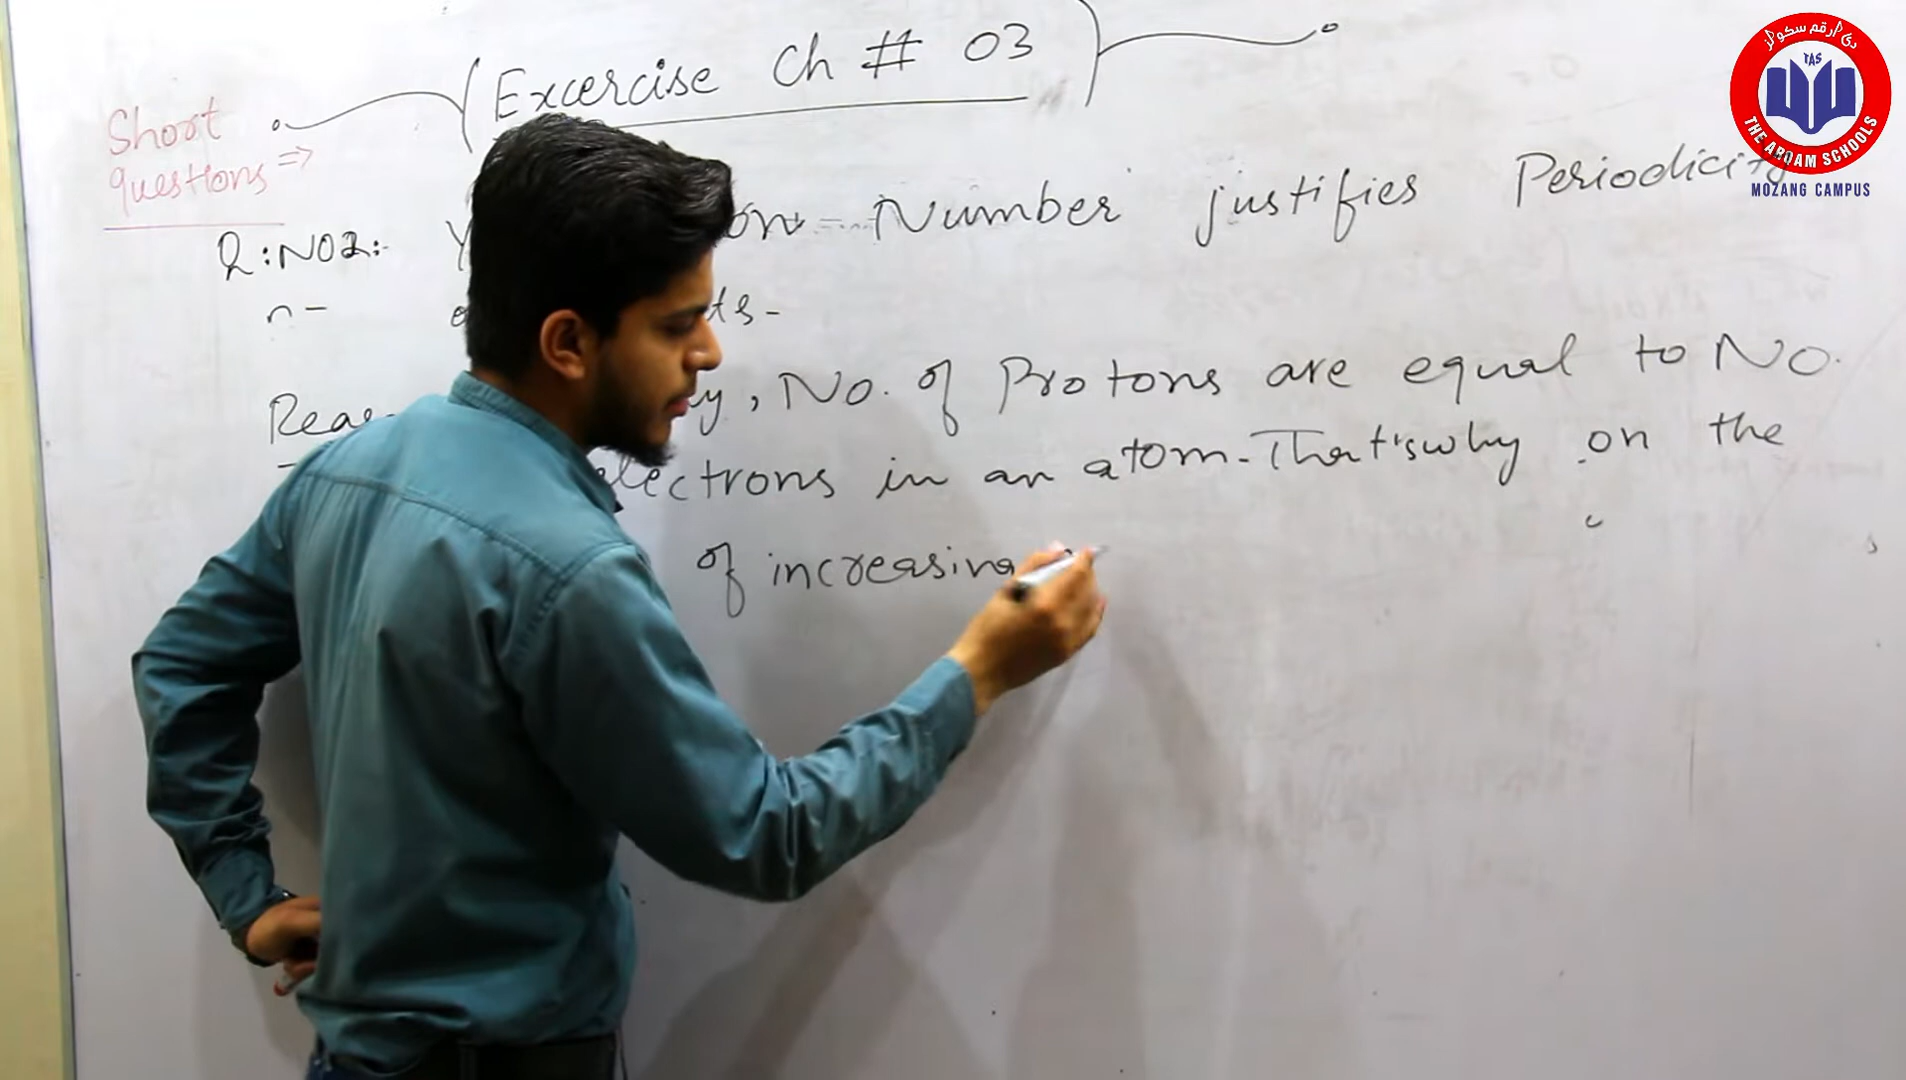 Excercise Ch # 03
Short
questions =>
Q:NO2:- Number justifies Periodicity
Reas , No. of Protons are equal to No.
electrons in an atom. That's why on the
of increasing
دی ارقم سکولز
TAS
THE ARQAM SCHOOLS
MOZANG CAMPUS